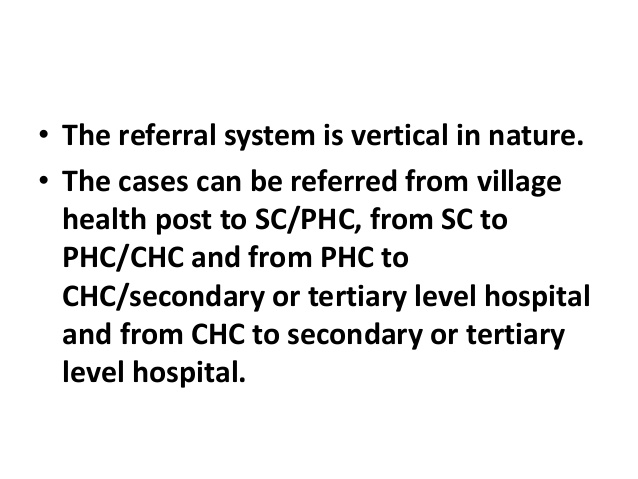 • The referral system is vertical in nature.
• The cases can be referred from village
health post to SC/PHC, from SC to
PHC/CHC and from PHC to
CHC/secondary or tertiary level hospital
and from CHC to secondary or tertiary
level hospital.